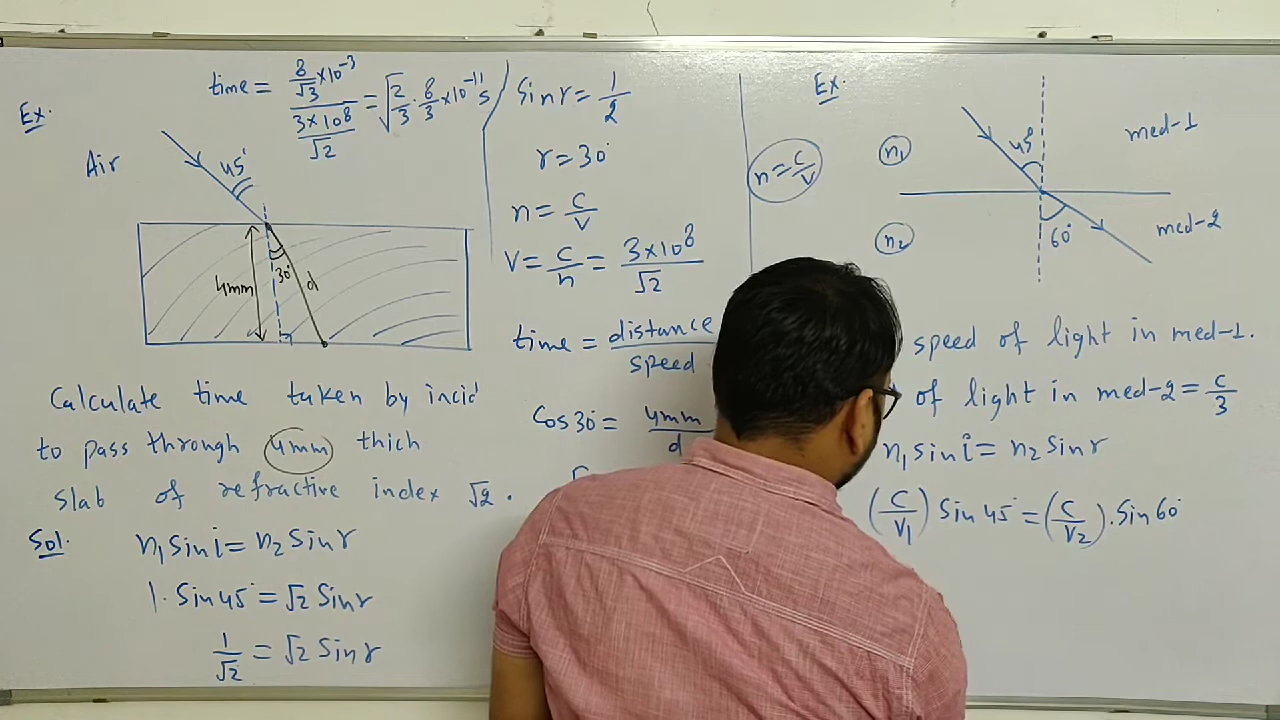 Ex.
time = 8/√3 ×10⁻³ / 3×10⁸/√2 = √2/3 · 8/3 ×10⁻¹¹ s
Air
45°
30°
4mm
d
Calculate time taken by incid
to pass through 4mm thich
slab of refractive index √2.
Sol.
n₁ sin i = n₂ sin r
1. Sin 45° = √2 Sin r
1/√2 = √2 Sin r
Sin r = 1/2
r = 30°
n = c/v
v = c/n = 3×10⁸/√2
time = distance/speed
Cos 30° = 4mm/d
Ex.
n = c/v
n₁
45°
med-1
n₂
60°
med-2
speed of light in med-1.
of light in med-2 = c/3
n₁ sin i = n₂ sin r
(c/v₁) Sin 45° = (c/v₂). Sin 60°